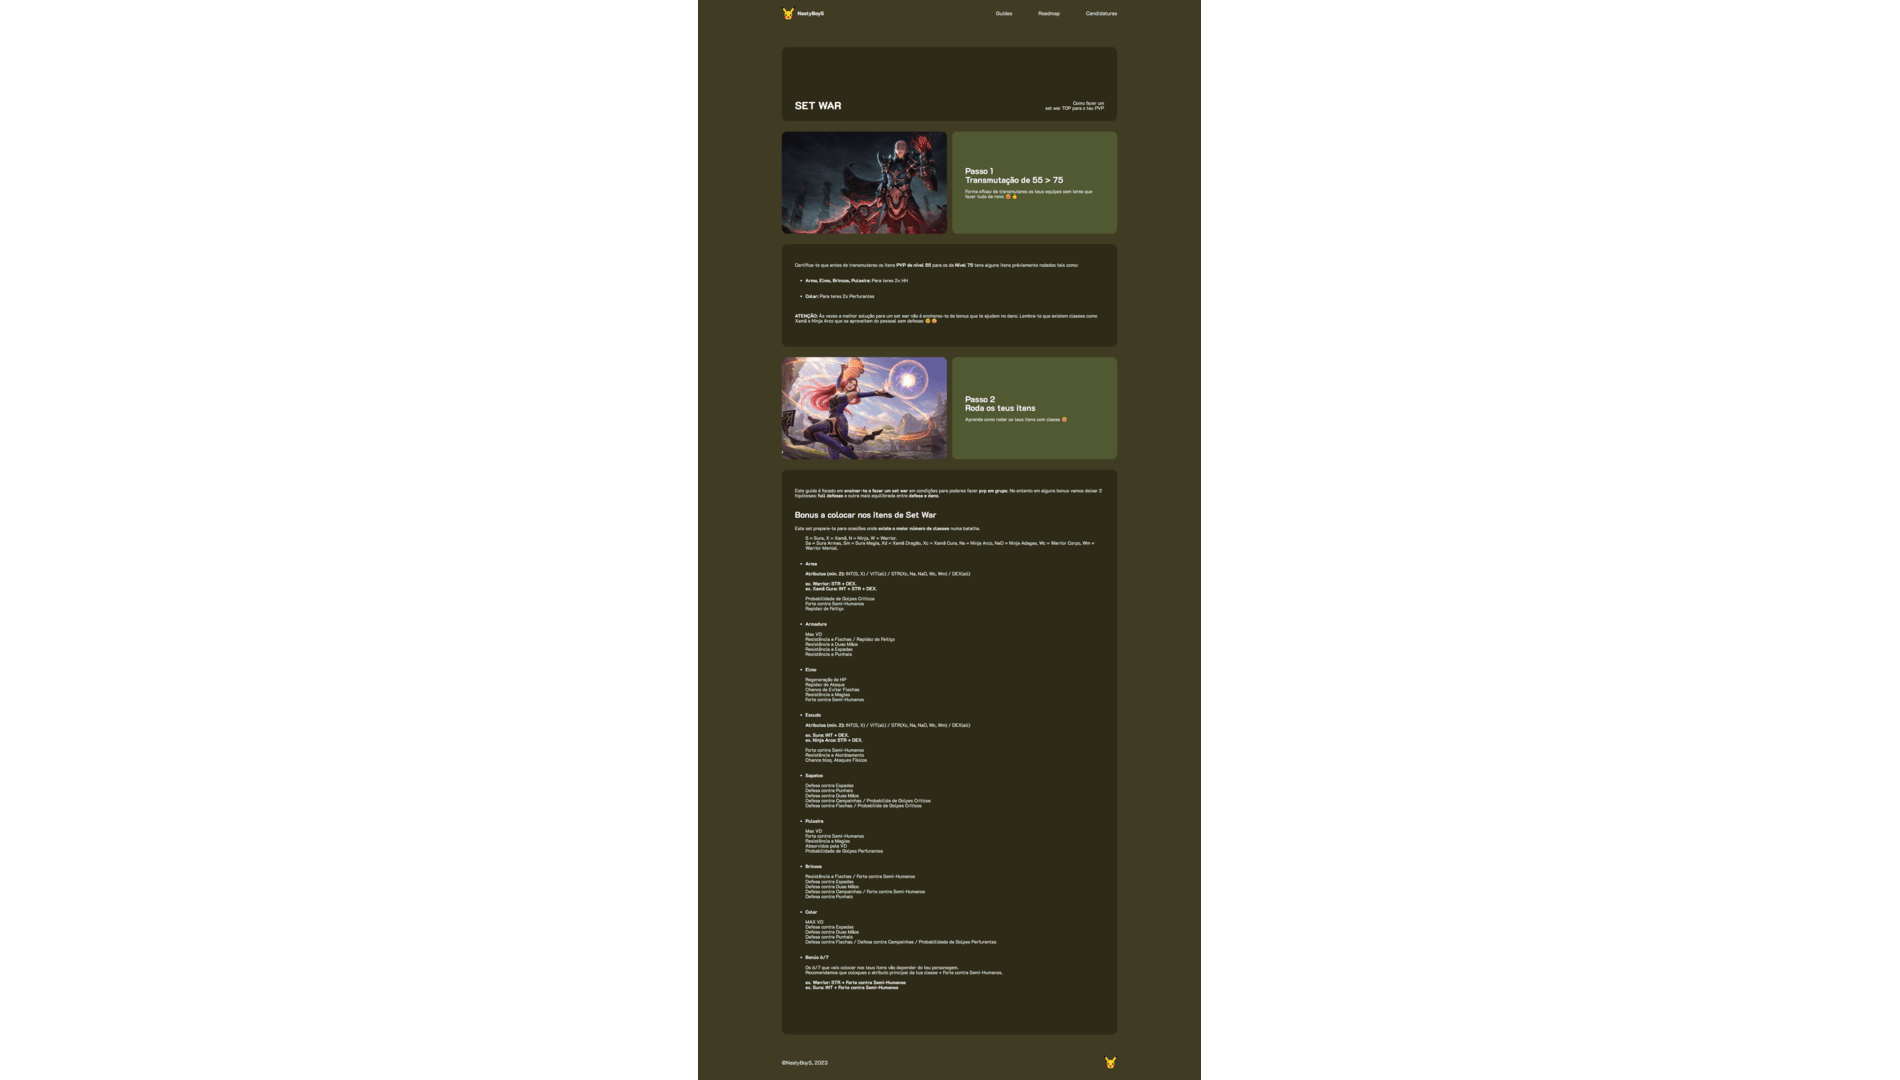 NastyBoyS
Guides
Roadmap
Candidaturas
SET WAR
Como fazer um
set war TOP para o teu PVP
Passo 1
Transmutação de 55 > 75
Forma eficaz de transmutares os teus equipes sem teres que
fazer tudo de novo
Certifica-te que antes de transmutares os itens PVP de nível 55 para os de Nível 75 tens alguns itens préviamente rodados tais como:
Arma, Elmo, Brincos, Pulseira: Para teres 2x HH
Colar: Para teres 2x Perfurantes
ATENÇÃO: Às vezes a melhor solução para um set war não é encheres-te de bonus que te ajudem no dano. Lembra-te que existem classes como
Xamã e Ninja Arco que se aproveitam do pessoal sem defesas
Passo 2
Roda os teus itens
Aprende como rodar os teus itens com classe
Este guide é focado em ensinar-te a fazer um set war em condições para poderes fazer pvp em grupo. No entanto em alguns bonus vamos deixar 2
hipóteses: full defesas e outra mais equilibrada entre defesa e dano.
Bonus a colocar nos itens de Set War
Este set prepara-te para ocasiões onde exista o maior número de classes numa batalha.
S = Sura, X = Xamã, N = Ninja, W = Warrior.
Sa = Sura Armas, Sm = Sura Magia, Xd = Xamã Dragão, Xc = Xamã Cura, Na = Ninja Arco, NaD = Ninja Adagas, Wc = Warrior Corpo, Wm =
Warrior Mental.
Arma
Atributos (min. 2): INT(S, X) / VIT(all) / STR(Xc, Na, NaD, Wc, Wm) / DEX(all)
ex. Warrior: STR + DEX.
ex. Xamã Cura: INT + STR + DEX.
Probabilidade de Golpes Críticos
Forte contra Semi-Humanos
Rapidez de Feitiço
Armadura
Max VD
Resistência a Flechas / Rapidez de Feitiço
Resistência a Duas Mãos
Resistência a Espadas
Resistência a Punhais
Elmo
Regeneração de HP
Rapidez de Ataque
Chance de Evitar Flechas
Resistência a Magias
Forte contra Semi-Humanos
Escudo
Atributos (min. 2): INT(S, X) / VIT(all) / STR(Xc, Na, NaD, Wc, Wm) / DEX(all)
ex. Sura: INT + DEX.
ex. Ninja Arco: STR + DEX.
Forte contra Semi-Humanos
Resistência a Atordoamento
Chance bloq. Ataques Físicos
Sapatos
Defesa contra Espadas
Defesa contra Punhais
Defesa contra Duas Mãos
Defesa contra Campainhas / Probabilida de Golpes Críticos
Defesa contra Flechas / Probabilida de Golpes Críticos
Pulseira
Max VD
Forte contra Semi-Humanos
Resistência a Magias
Absorvidos pela VD
Probabilidade de Golpes Perfurantes
Brincos
Resistência a Flechas / Forte contra Semi-Humanos
Defesa contra Espadas
Defesa contra Duas Mãos
Defesa contra Campainhas / Forte contra Semi-Humanos
Defesa contra Punhais
Colar
MAX VD
Defesa contra Espadas
Defesa contra Duas Mãos
Defesa contra Punhais
Defesa contra Flechas / Defesa contra Campainhas / Probabilidade de Golpes Perfurantes
Bonús 6/7
Os 6/7 que vais colocar nos teus itens vão depender do teu personagem.
Recomendamos que coloques o atributo principal da tua classe + Forte contra Semi-Humanos.
ex. Warrior: STR + Forte contra Semi-Humanos
ex. Sura: INT + Forte contra Semi-Humanos
©NastyBoyS, 2023